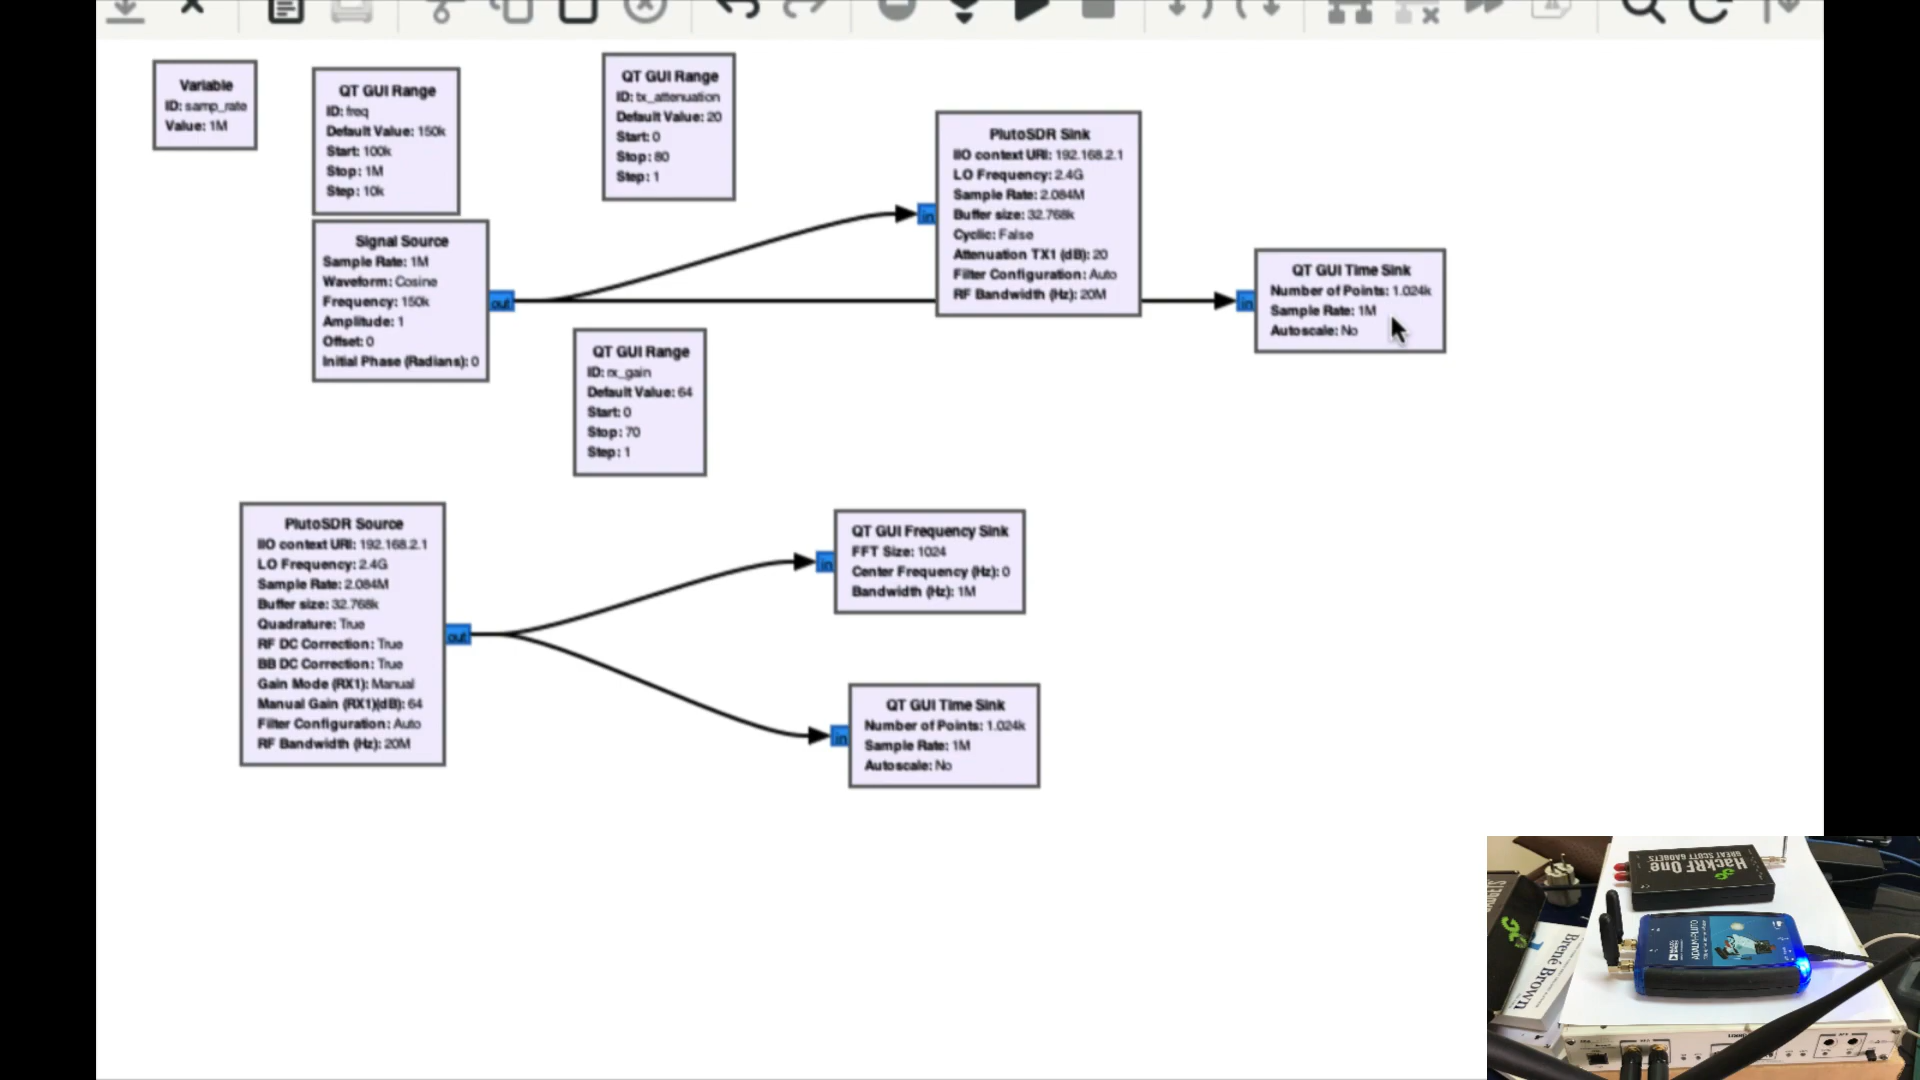 Variable
ID: samp_rate
Value: 1M
QT GUI Range
ID: freq
Default Value: 150k
Start: 100k
Stop: 1M
Step: 10k
QT GUI Range
ID: tx_attenuation
Default Value: 20
Start: 0
Stop: 80
Step: 1
PlutoSDR Sink
IIO context URI: 192.168.2.1
LO Frequency: 2.4G
Sample Rate: 2.084M
Buffer size: 32.768k
Cyclic: False
Attenuation TX1 (dB): 20
Filter Configuration: Auto
RF Bandwidth (Hz): 20M
in
Signal Source
Sample Rate: 1M
Waveform: Cosine
Frequency: 150k
Amplitude: 1
Offset: 0
Initial Phase (Radians): 0
out
in
QT GUI Time Sink
Number of Points: 1.024k
Sample Rate: 1M
Autoscale: No
QT GUI Range
ID: rx_gain
Default Value: 64
Start: 0
Stop: 70
Step: 1
PlutoSDR Source
IIO context URI: 192.168.2.1
LO Frequency: 2.4G
Sample Rate: 2.084M
Buffer size: 32.768k
Quadrature: True
RF DC Correction: True
BB DC Correction: True
Gain Mode (RX1): Manual
Manual Gain (RX1)(dB): 64
Filter Configuration: Auto
RF Bandwidth (Hz): 20M
out
in
QT GUI Frequency Sink
FFT Size: 1024
Center Frequency (Hz): 0
Bandwidth (Hz): 1M
in
QT GUI Time Sink
Number of Points: 1.024k
Sample Rate: 1M
Autoscale: No
HackRF One
GREAT SCOTT GADGETS
ADALM-PLUTO
Brené Brown